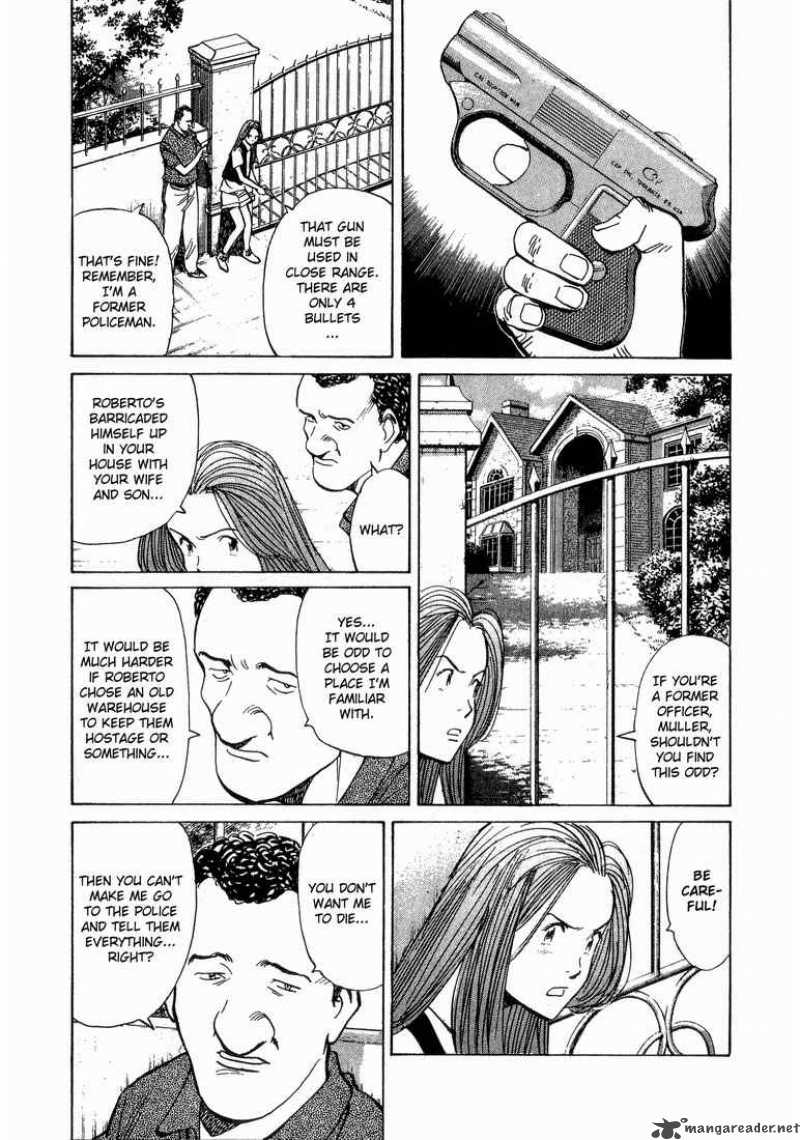 THAT GUN
MUST BE
USED IN
CLOSE RANGE.
THERE ARE
ONLY 4
BULLETS
...
THAT'S FINE!
REMEMBER,
I'M A
FORMER
POLICEMAN.
IF YOU'RE
A FORMER
OFFICER,
MULLER,
SHOULDN'T
YOU FIND
THIS ODD?
ROBERTO'S
BARRICADED
HIMSELF UP
IN YOUR
HOUSE WITH
YOUR WIFE
AND SON...
WHAT?
YES...
IT WOULD
BE ODD TO
CHOOSE A
PLACE I'M
FAMILIAR
WITH.
IT WOULD BE
MUCH HARDER
IF ROBERTO
CHOSE AN OLD
WAREHOUSE
TO KEEP THEM
HOSTAGE OR
SOMETHING...
BE
CARE-
FUL!
YOU DON'T
WANT ME
TO DIE...
THEN YOU CAN'T
MAKE ME GO
TO THE POLICE
AND TELL THEM
EVERYTHING...
RIGHT?
mangareader.net